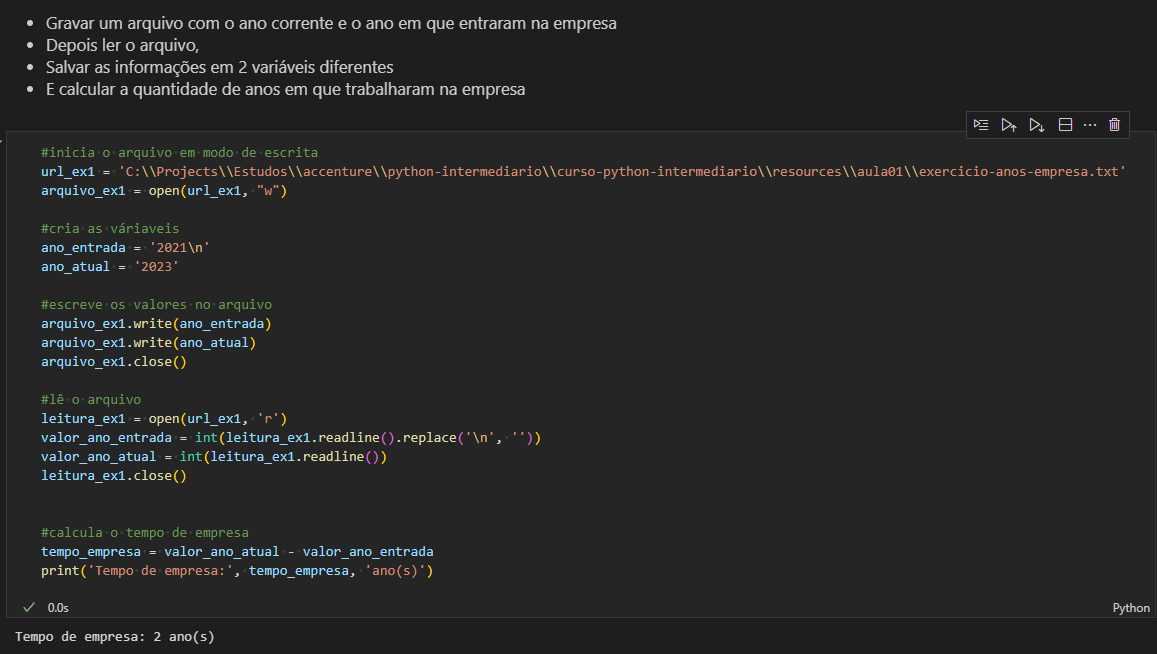 Gravar um arquivo com o ano corrente e o ano em que entraram na empresa
Depois ler o arquivo,
Salvar as informações em 2 variáveis diferentes
E calcular a quantidade de anos em que trabalharam na empresa
#inicia o arquivo em modo de escrita
url_ex1 = 'C:\\Projects\\Estudos\\accenture\\python-intermediario\\curso-python-intermediario\\resources\\aula01\\exercicio-anos-empresa.txt'
arquivo_ex1 = open(url_ex1, "w")
#cria as váriaveis
ano_entrada = '2021\n'
ano_atual = '2023'
#escreve os valores no arquivo
arquivo_ex1.write(ano_entrada)
arquivo_ex1.write(ano_atual)
arquivo_ex1.close()
#lê o arquivo
leitura_ex1 = open(url_ex1, 'r')
valor_ano_entrada = int(leitura_ex1.readline().replace('\n', ''))
valor_ano_atual = int(leitura_ex1.readline())
leitura_ex1.close()
#calcula o tempo de empresa
tempo_empresa = valor_ano_atual - valor_ano_entrada
print('Tempo de empresa:', tempo_empresa, 'ano(s)')
0.0s
Python
Tempo de empresa: 2 ano(s)